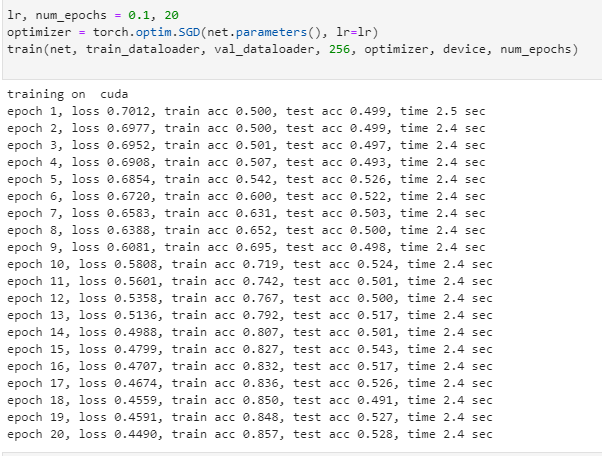 lr, num_epochs = 0.1, 20
optimizer = torch.optim.SGD(net.parameters(), lr=lr)
train(net, train_dataloader, val_dataloader, 256, optimizer, device, num_epochs)
training on  cuda
epoch 1, loss 0.7012, train acc 0.500, test acc 0.499, time 2.5 sec
epoch 2, loss 0.6977, train acc 0.500, test acc 0.499, time 2.4 sec
epoch 3, loss 0.6952, train acc 0.501, test acc 0.497, time 2.4 sec
epoch 4, loss 0.6908, train acc 0.507, test acc 0.493, time 2.4 sec
epoch 5, loss 0.6854, train acc 0.542, test acc 0.526, time 2.4 sec
epoch 6, loss 0.6720, train acc 0.600, test acc 0.522, time 2.4 sec
epoch 7, loss 0.6583, train acc 0.631, test acc 0.503, time 2.4 sec
epoch 8, loss 0.6388, train acc 0.652, test acc 0.500, time 2.4 sec
epoch 9, loss 0.6081, train acc 0.695, test acc 0.498, time 2.4 sec
epoch 10, loss 0.5808, train acc 0.719, test acc 0.524, time 2.4 sec
epoch 11, loss 0.5601, train acc 0.742, test acc 0.501, time 2.4 sec
epoch 12, loss 0.5358, train acc 0.767, test acc 0.500, time 2.4 sec
epoch 13, loss 0.5136, train acc 0.792, test acc 0.517, time 2.4 sec
epoch 14, loss 0.4988, train acc 0.807, test acc 0.501, time 2.4 sec
epoch 15, loss 0.4799, train acc 0.827, test acc 0.543, time 2.4 sec
epoch 16, loss 0.4707, train acc 0.832, test acc 0.517, time 2.4 sec
epoch 17, loss 0.4674, train acc 0.836, test acc 0.526, time 2.4 sec
epoch 18, loss 0.4559, train acc 0.850, test acc 0.491, time 2.4 sec
epoch 19, loss 0.4591, train acc 0.848, test acc 0.527, time 2.4 sec
epoch 20, loss 0.4490, train acc 0.857, test acc 0.528, time 2.4 sec